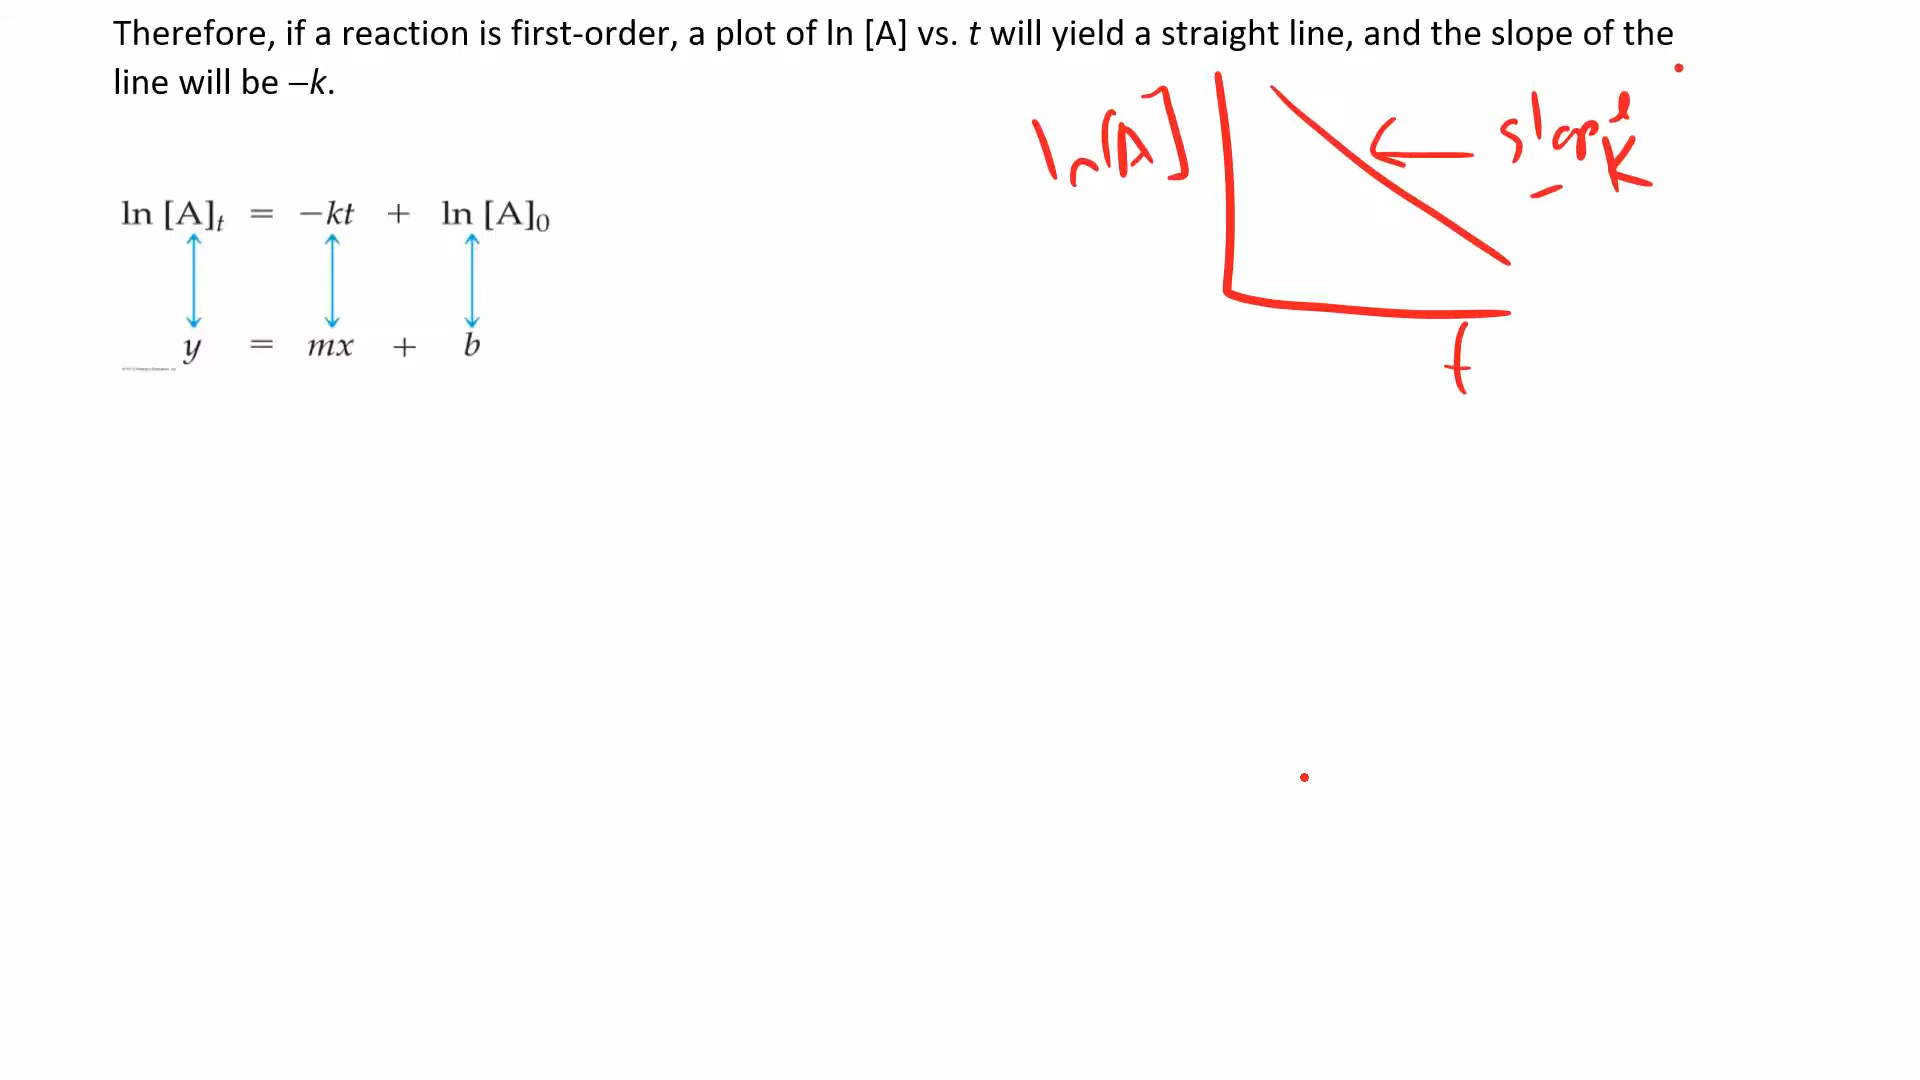 Therefore, if a reaction is first-order, a plot of ln [A] vs. t will yield a straight line, and the slope of the
line will be –k.
ln[A]
slope
– k
t
ln [A]t = −kt + ln [A]0
y = mx + b